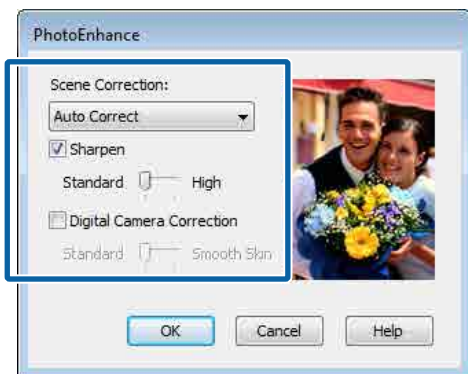 PhotoEnhance
Scene Correction:
Auto Correct
Sharpen
Standard High
Digital Camera Correction
Standard Smooth Skin
OK Cancel Help